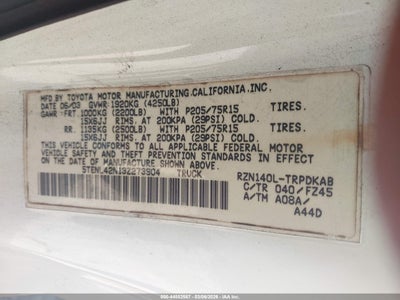 MFD. BY TOYOTA MOTOR MANUFACTURING.CALIFORNIA.INC.
DATE 06/03 GVWR 1920KG (4250LB)
GAWR FRT. 1000KG (2200LB) WITH P205/75R15 TIRES.
15X6JJ RIMS. AT 200KPA (29PSI) COLD.
RR. 1135KG (2500LB) WITH P205/75R15 TIRES.
15X6JJ RIMS. AT 200KPA (29PSI) COLD.
THIS VEHICLE CONFORMS TO ALL APPLICABLE FEDERAL MOTOR
VEHICLE SAFETY STANDARDS IN EFFECT ON THE DATE OF
MANUFACTURE SHOWN ABOVE.
5TENL42N13Z273904 TRUCK
RZN140L-TRPDKAB
C/TR 040/FZ45
A/TM A08A/
A44D